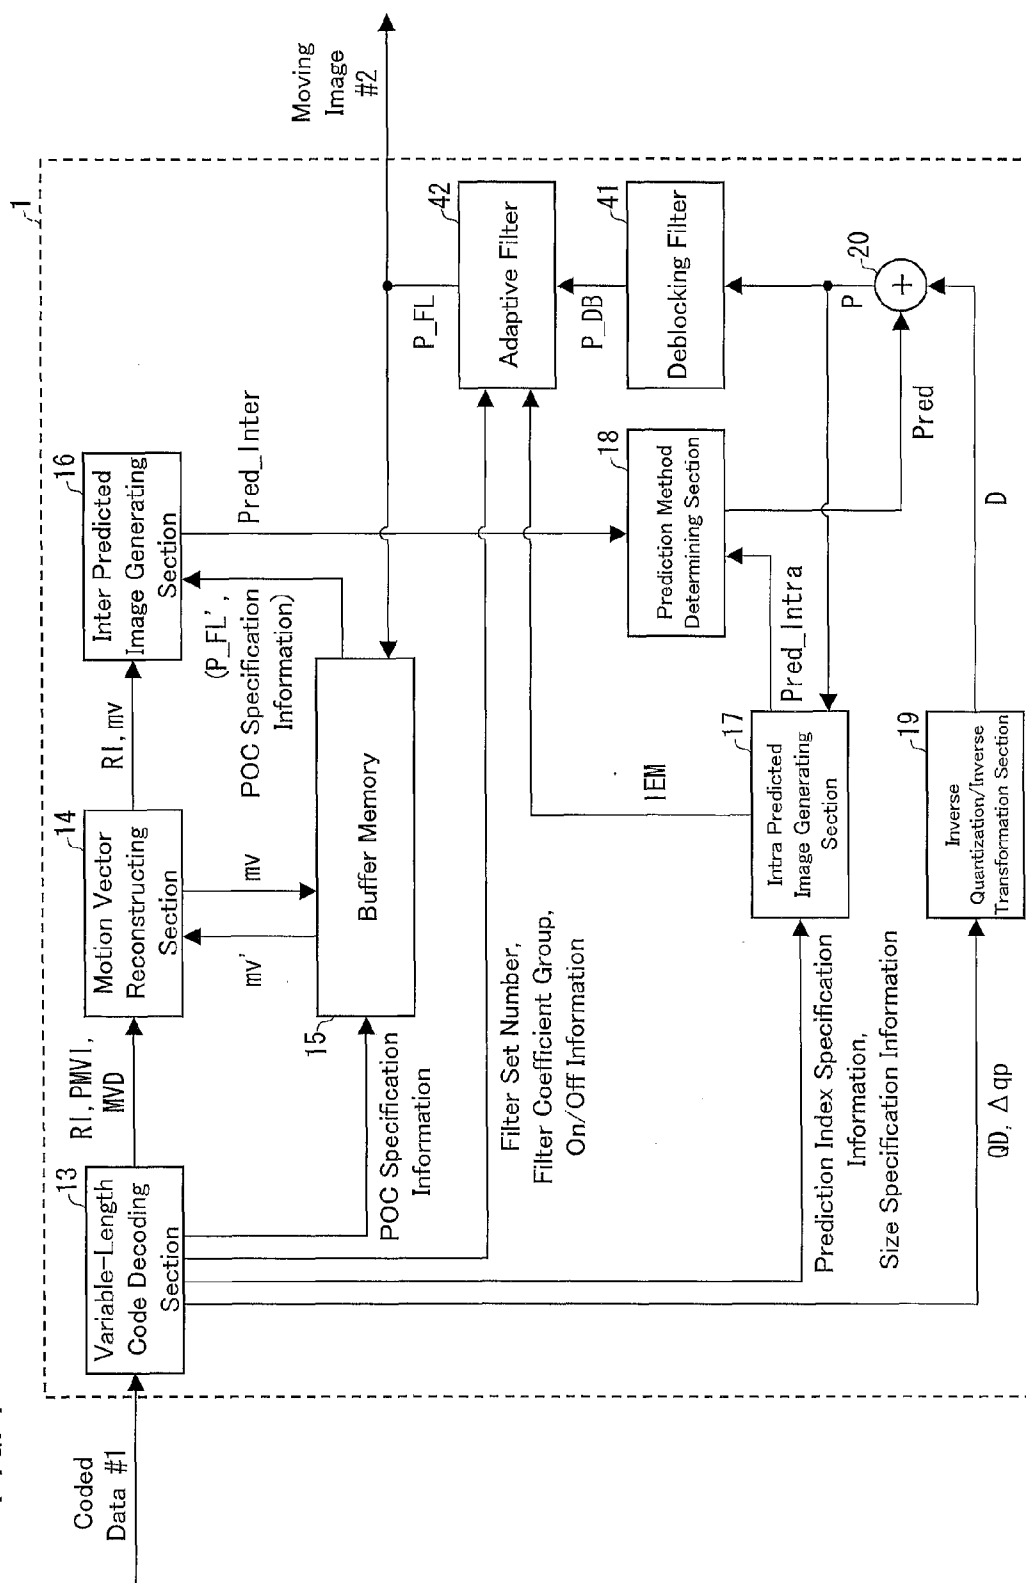 1
Coded
Data #1
13
Variable-Length
Code Decoding
Section
RI, PMVI,
MVD
14
Motion Vector
Reconstructing
Section
RI, mv
16
Inter Predicted
Image Generating
Section
Pred_Inter
mv'
mv
(P_FL',
POC Specification
Information)
15
Buffer Memory
POC Specification
Information
Moving
Image
#2
P_FL
42
Adaptive Filter
P_DB
41
Deblocking Filter
P
20
+
Filter Set Number,
Filter Coefficient Group,
On/Off Information
IEM
18
Prediction Method
Determining Section
Pred
Pred_Intra
17
Intra Predicted
Image Generating
Section
Prediction Index Specification
Information,
Size Specification Information
19
Inverse
Quantization/Inverse
Transformation Section
QD, Δqp
D